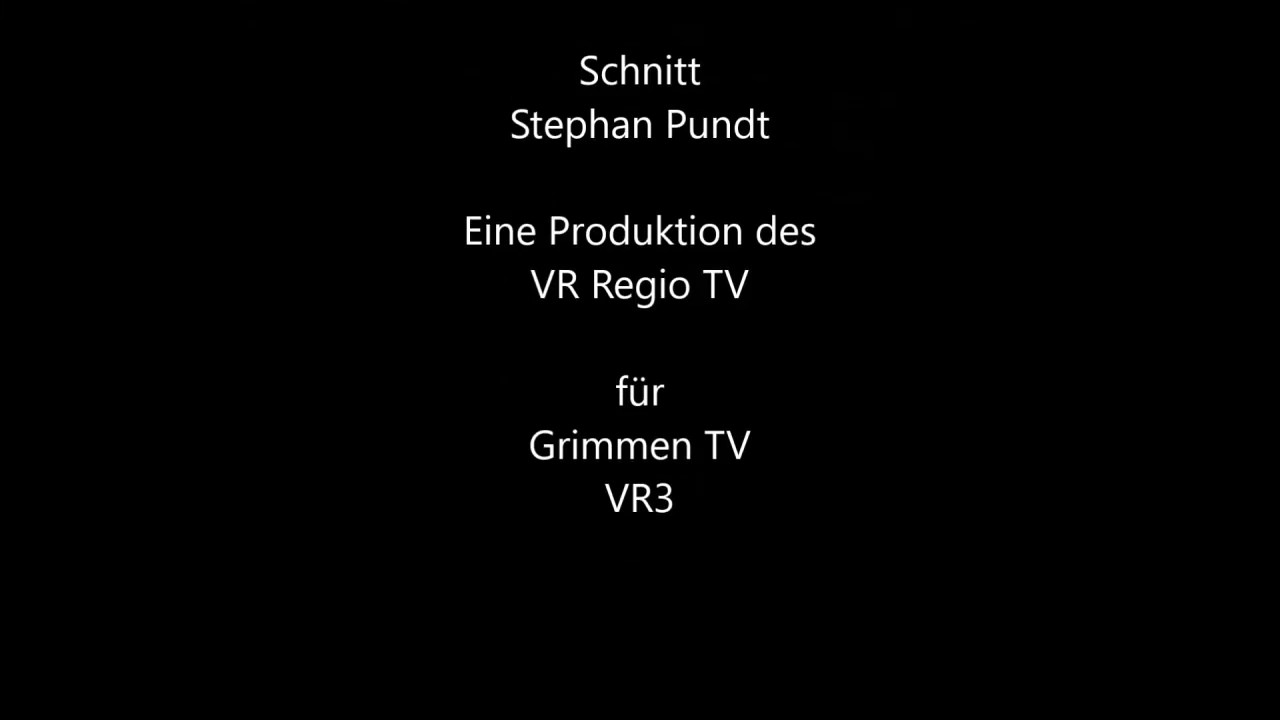 Schnitt
Stephan Pundt
Eine Produktion des
VR Regio TV
für
Grimmen TV
VR3